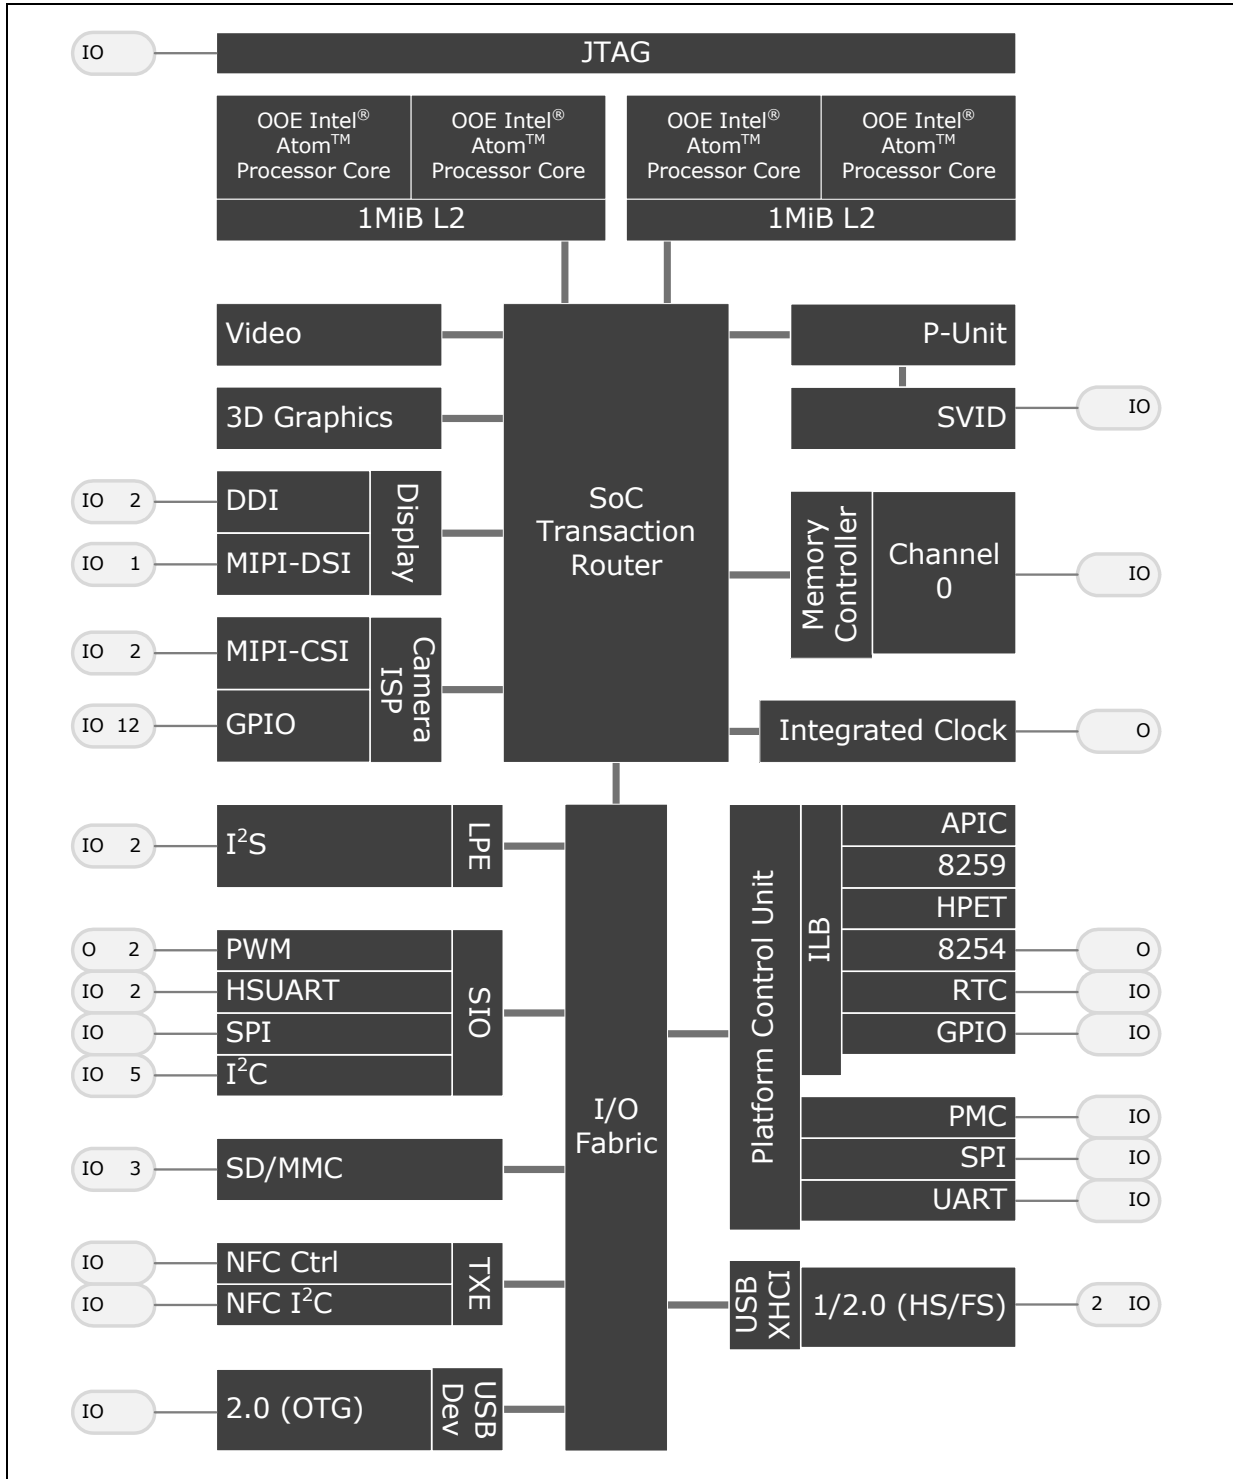 IO
JTAG
OOE Intel®
Atom™
Processor Core
OOE Intel®
Atom™
Processor Core
1MiB L2
OOE Intel®
Atom™
Processor Core
OOE Intel®
Atom™
Processor Core
1MiB L2
Video
3D Graphics
IO 2
DDI
IO 1
MIPI-DSI
Display
IO 2
MIPI-CSI
IO 12
GPIO
Camera
ISP
SoC
Transaction
Router
P-Unit
SVID
IO
Memory
Controller
Channel
0
IO
Integrated Clock
O
IO 2
I²S
LPE
O 2
PWM
IO 2
HSUART
IO
SPI
IO 5
I²C
SIO
IO 3
SD/MMC
IO
NFC Ctrl
IO
NFC I²C
TXE
IO
2.0 (OTG)
USB
Dev
I/O
Fabric
Platform Control Unit
ILB
APIC
8259
HPET
8254
O
RTC
IO
GPIO
IO
PMC
IO
SPI
IO
UART
IO
USB
XHCI
1/2.0 (HS/FS)
2 IO